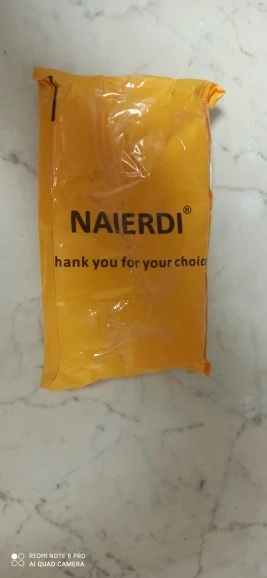 NAIERDI®
hank you for your choic
REDMI NOTE 8 PRO
AI QUAD CAMERA